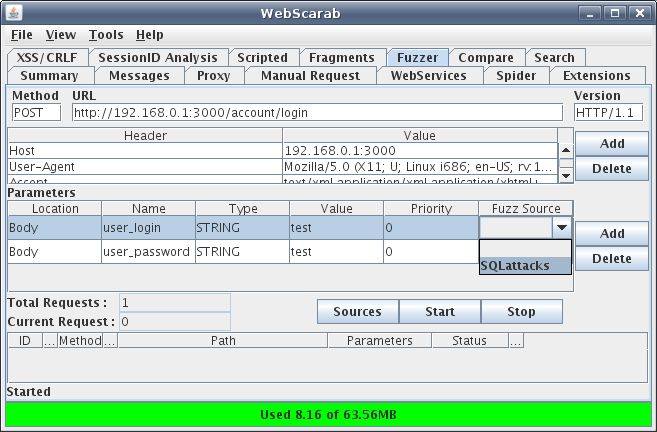 WebScarab
File View Tools Help
XSS/CRLF SessionID Analysis Scripted Fragments Fuzzer Compare Search
Summary Messages Proxy Manual Request WebServices Spider Extensions
Method URL Version
POST http://192.168.0.1:3000/account/login HTTP/1.1
Header Value
Host 192.168.0.1:3000 Add
User-Agent Mozilla/5.0 (X11; U; Linux i686; en-US; rv:1... Delete
Accept text/xml,application/xml,application/xhtml+
Parameters
Location Name Type Value Priority Fuzz Source
Body user_login STRING test 0 Add
Body user_password STRING test 0 Delete
SQLattacks
Total Requests : 1
Sources Start Stop
Current Request : 0
ID ... Method ... Path Parameters Status ...
Started
Used 8.16 of 63.56MB